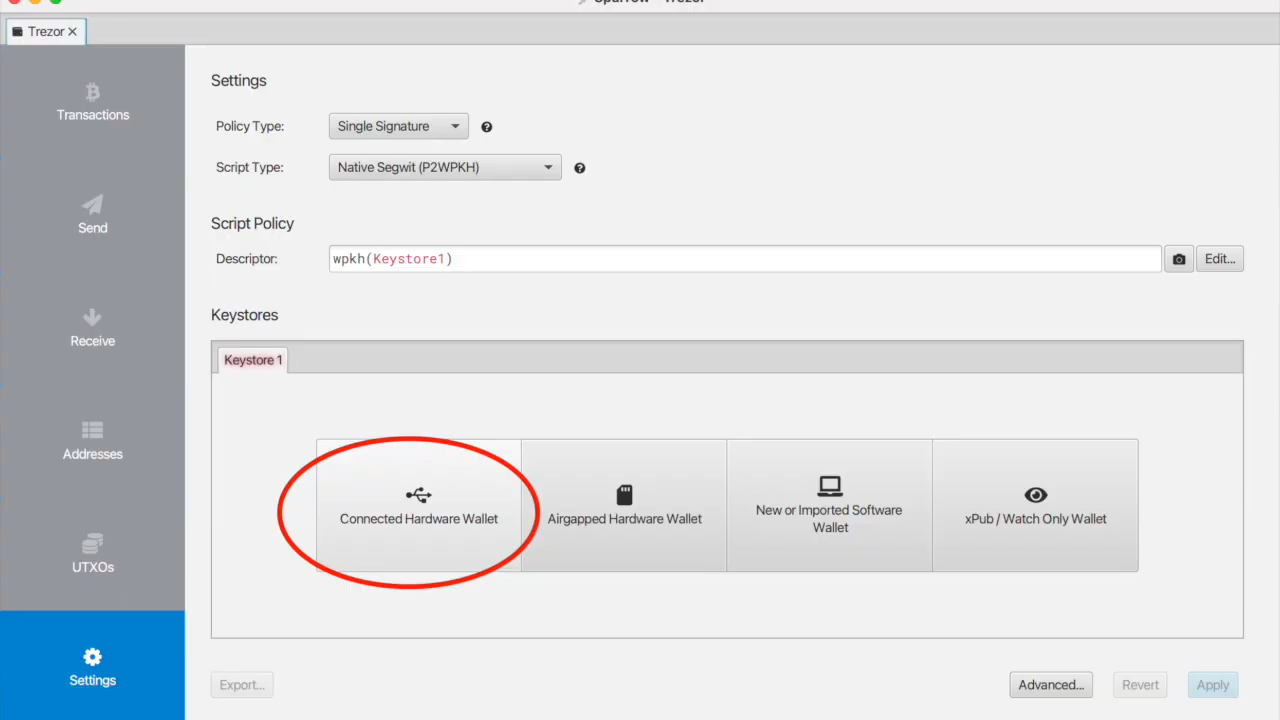 Sparrow - Trezor
Trezor
Transactions
Send
Receive
Addresses
UTXOs
Settings
Settings
Policy Type:
Single Signature
Script Type:
Native Segwit (P2WPKH)
Script Policy
Descriptor:
wpkh(Keystore1)
Edit...
Keystores
Keystore 1
Connected Hardware Wallet
Airgapped Hardware Wallet
New or Imported Software
Wallet
xPub / Watch Only Wallet
Export...
Advanced...
Revert
Apply